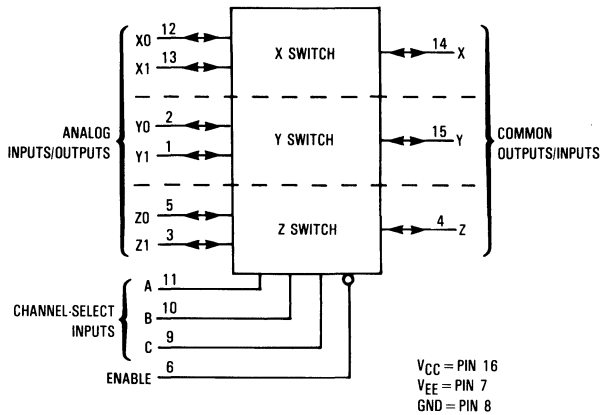 X0 12
X1 13
X SWITCH
14 X
ANALOG
INPUTS/OUTPUTS
Y0 2
Y1 1
Y SWITCH
15 Y
COMMON
OUTPUTS/INPUTS
Z0 5
Z1 3
Z SWITCH
4 Z
CHANNEL-SELECT
INPUTS
A 11
B 10
C 9
ENABLE 6
VCC = PIN 16
VEE = PIN 7
GND = PIN 8